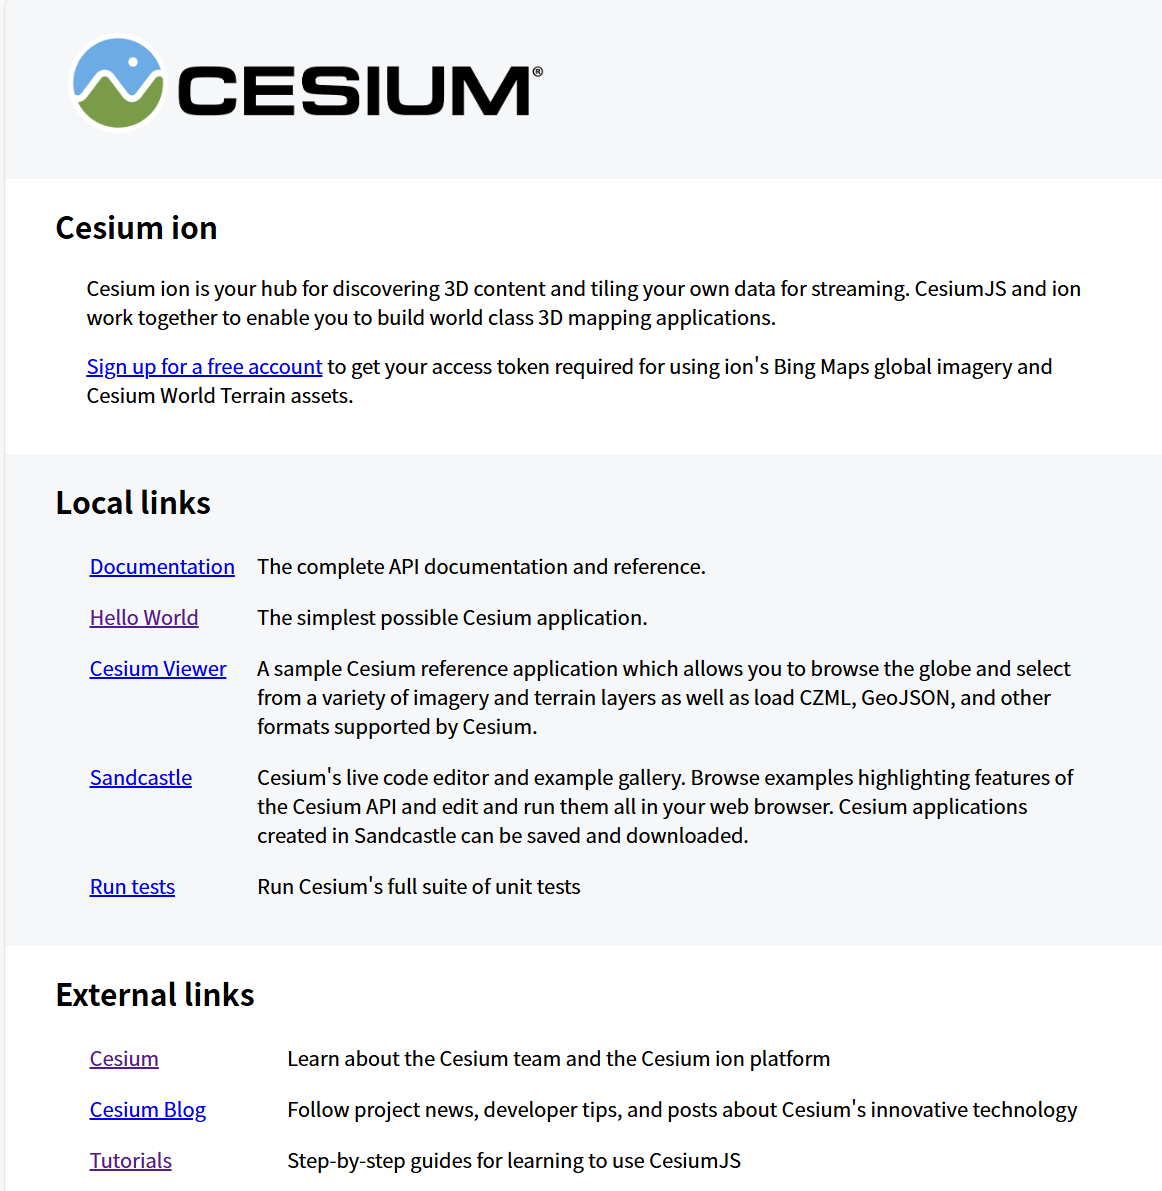 CESIUM®
Cesium ion
Cesium ion is your hub for discovering 3D content and tiling your own data for streaming. CesiumJS and ion
work together to enable you to build world class 3D mapping applications.
Sign up for a free account to get your access token required for using ion's Bing Maps global imagery and
Cesium World Terrain assets.
Local links
Documentation The complete API documentation and reference.
Hello World The simplest possible Cesium application.
Cesium Viewer A sample Cesium reference application which allows you to browse the globe and select
from a variety of imagery and terrain layers as well as load CZML, GeoJSON, and other
formats supported by Cesium.
Sandcastle Cesium's live code editor and example gallery. Browse examples highlighting features of
the Cesium API and edit and run them all in your web browser. Cesium applications
created in Sandcastle can be saved and downloaded.
Run tests Run Cesium's full suite of unit tests
External links
Cesium Learn about the Cesium team and the Cesium ion platform
Cesium Blog Follow project news, developer tips, and posts about Cesium's innovative technology
Tutorials Step-by-step guides for learning to use CesiumJS